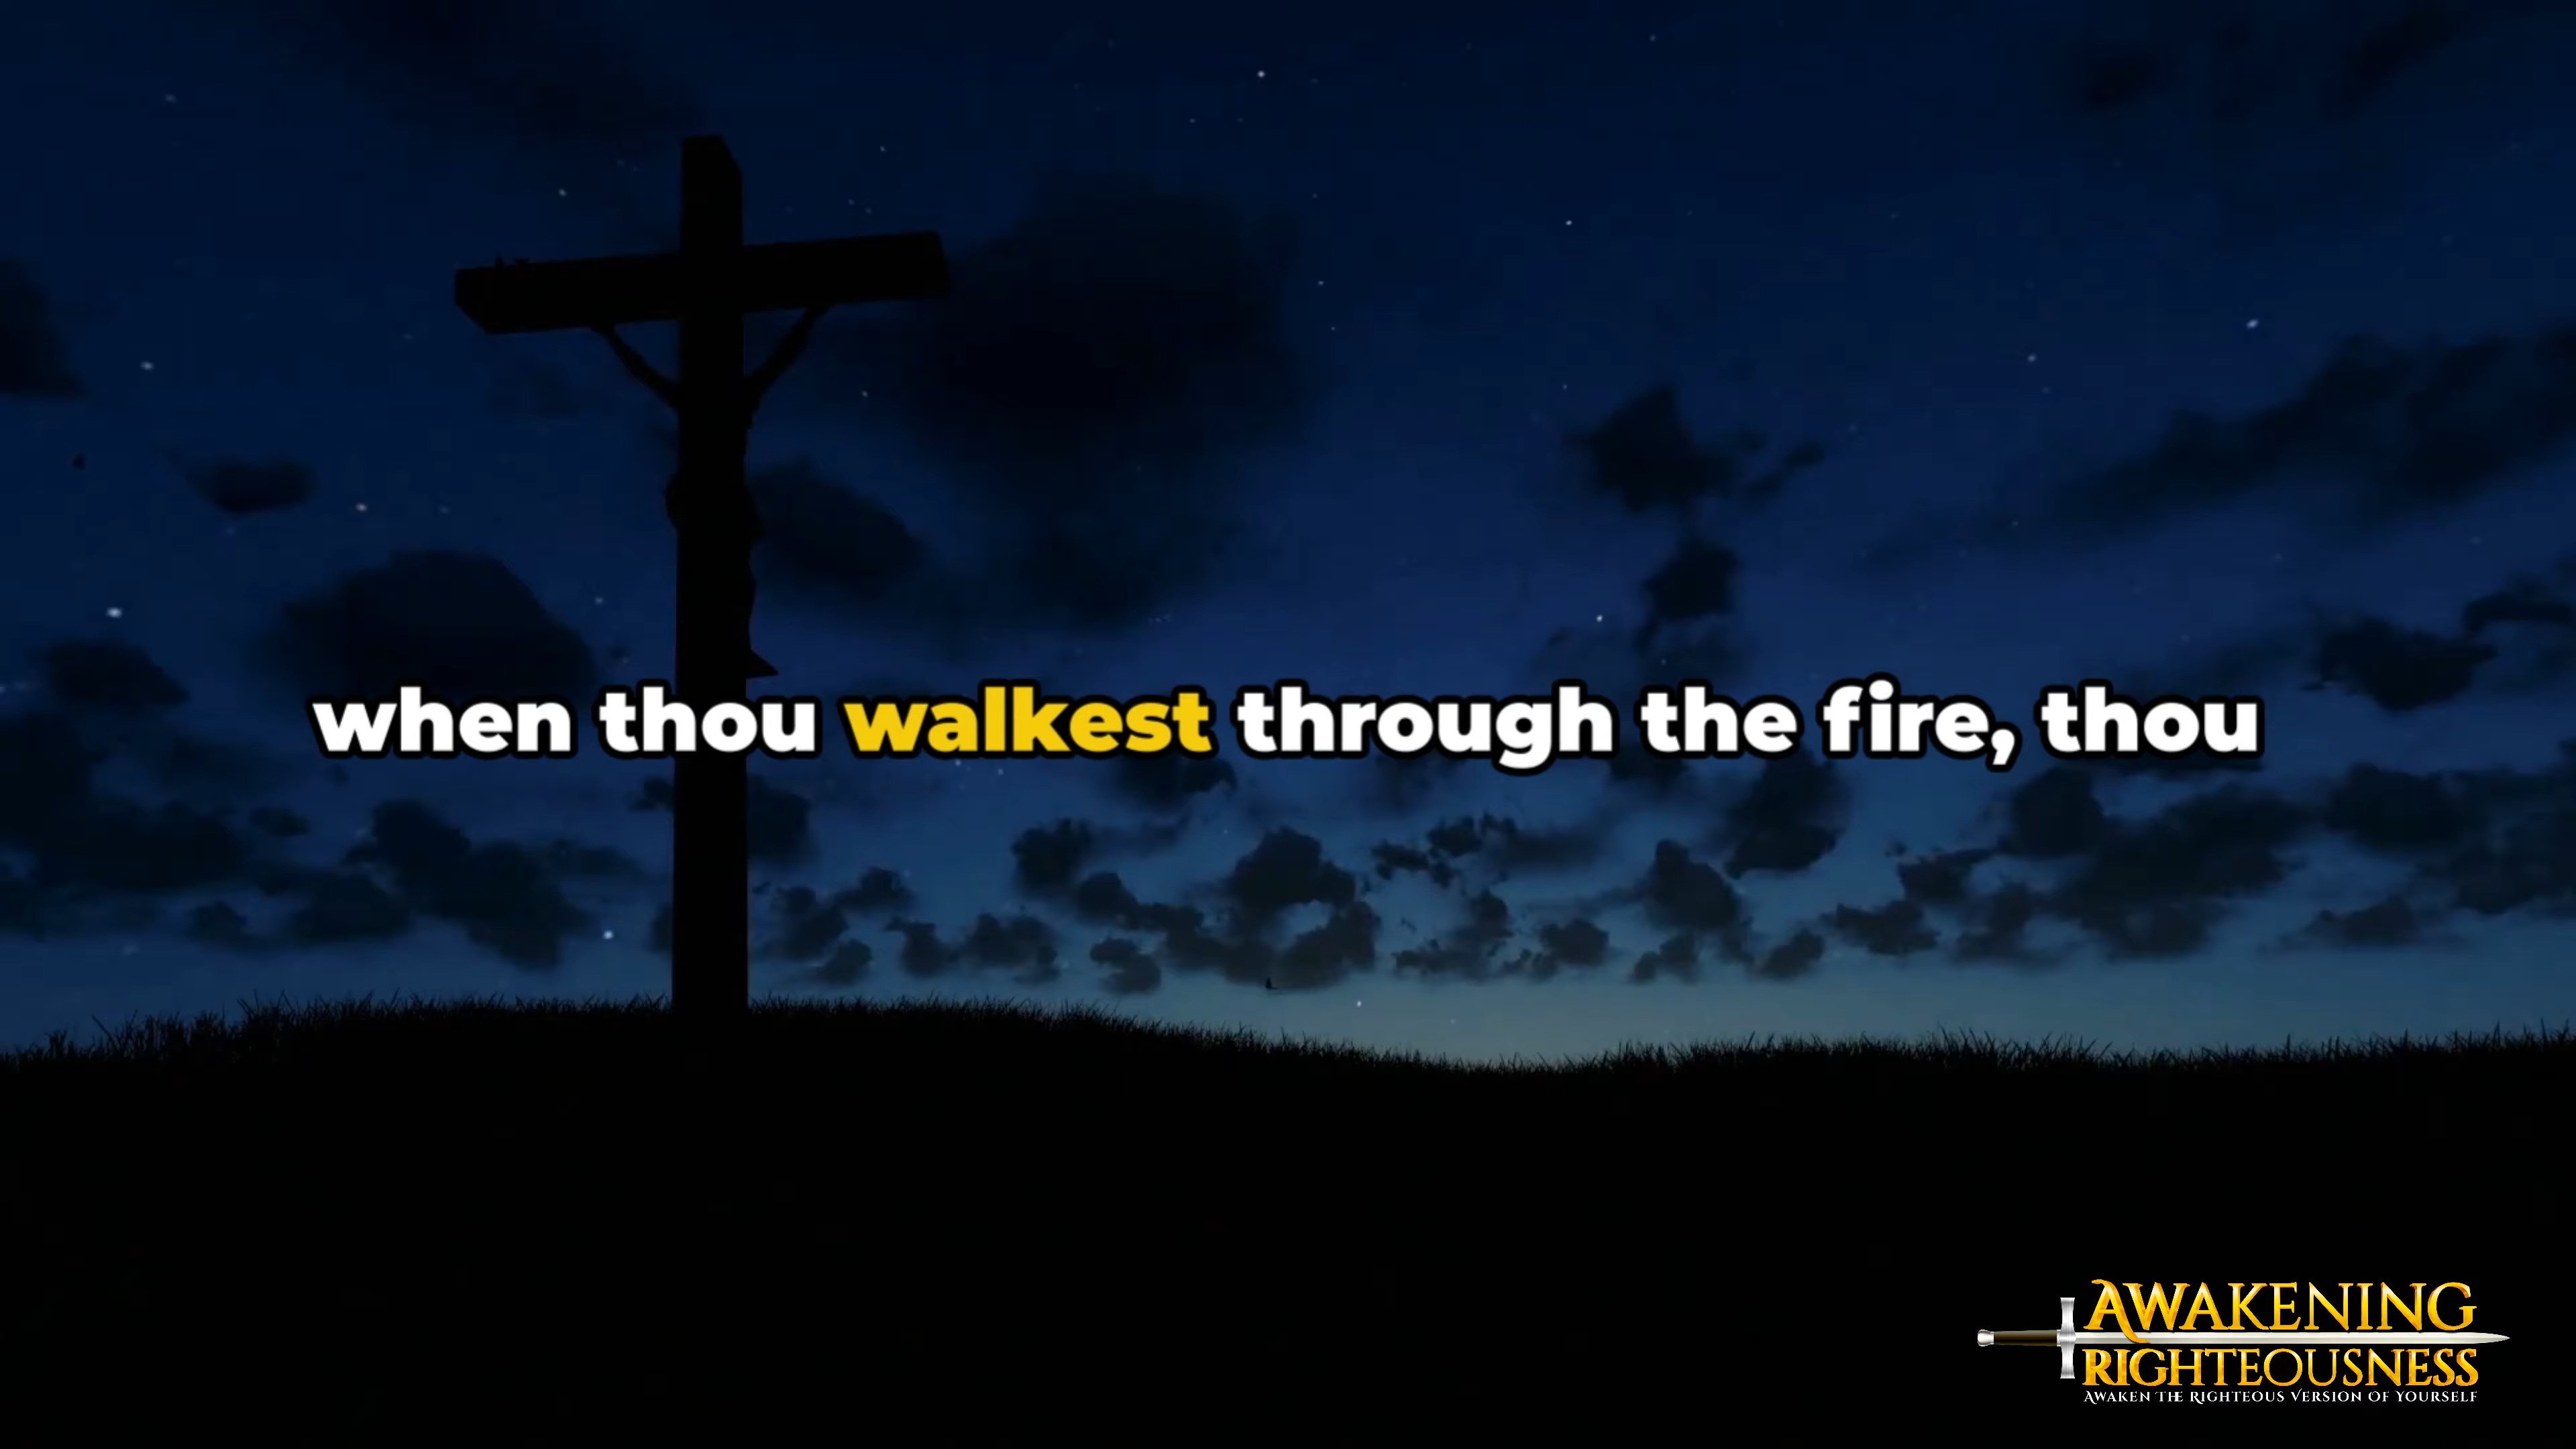 when thou walkest through the fire, thou
AWAKENING
RIGHTEOUSNESS
AWAKEN THE RIGHTEOUS VERSION OF YOURSELF